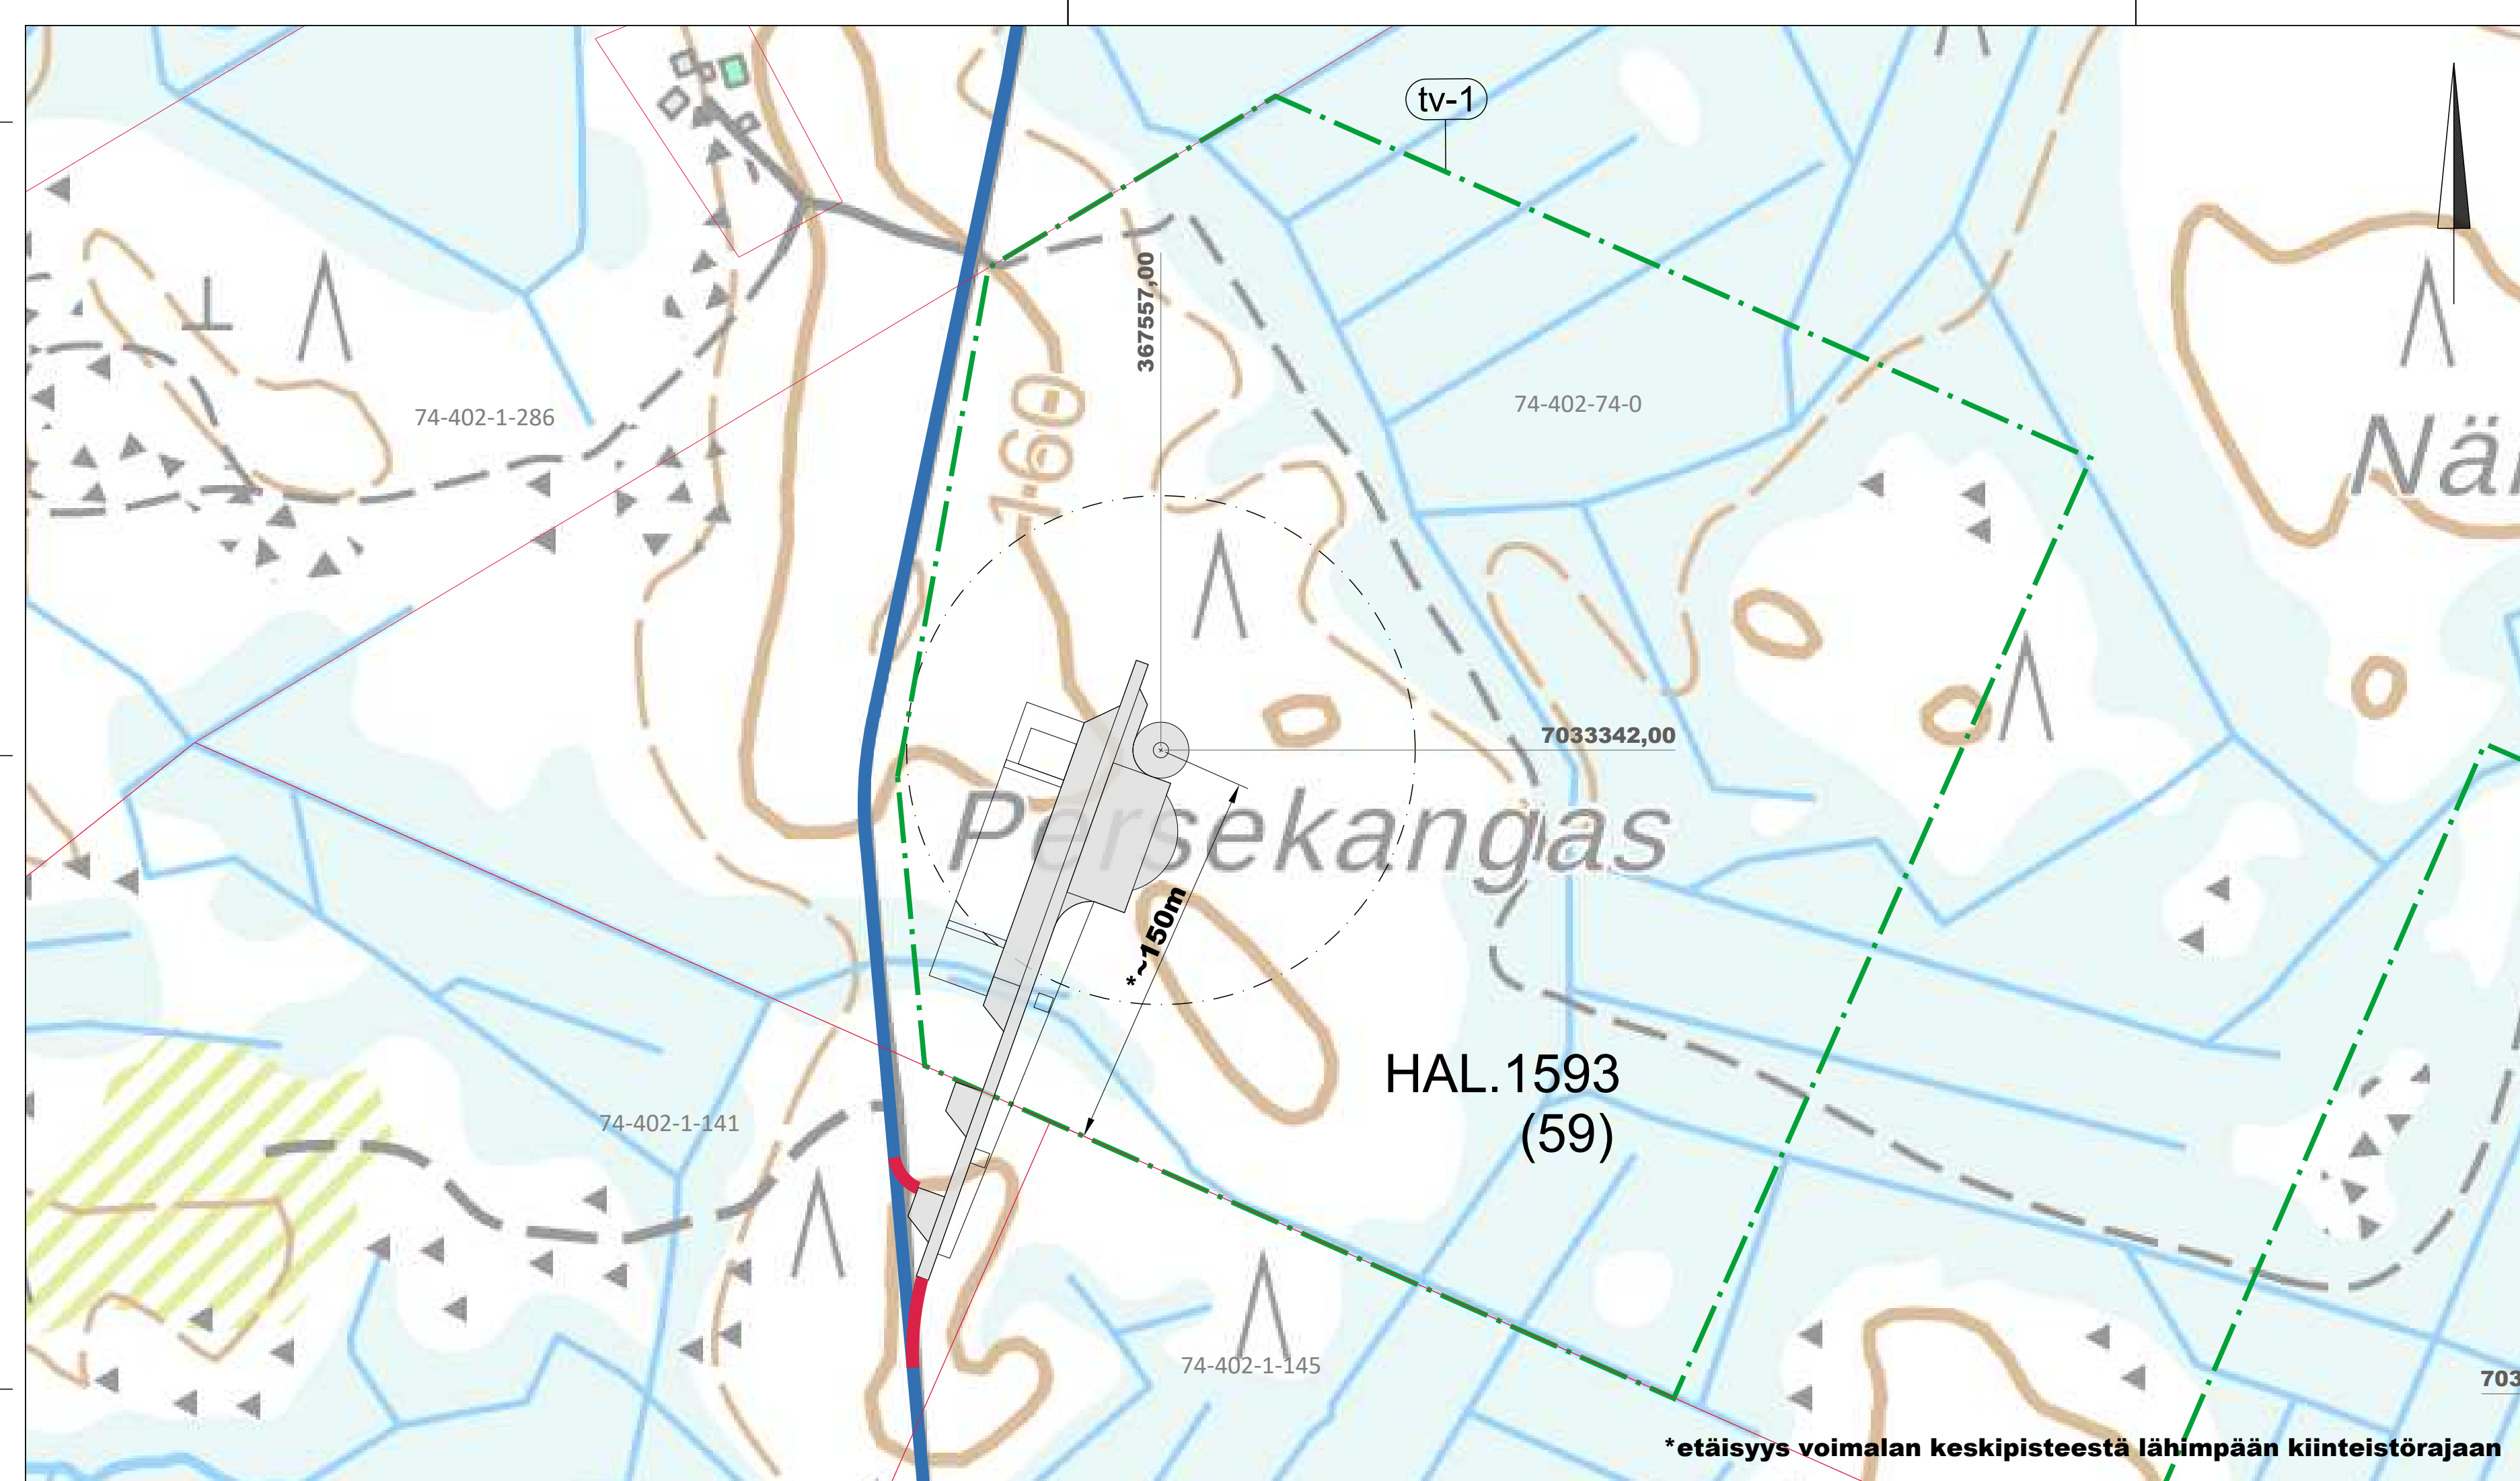 tv-1
367557,00
160
74-402-1-286
74-402-74-0
Nä
7033342,00
Persekangas
*~150m
HAL.1593
(59)
74-402-1-141
74-402-1-145
703
*etäisyys voimalan keskipisteestä lähimpään kiinteistörajaan